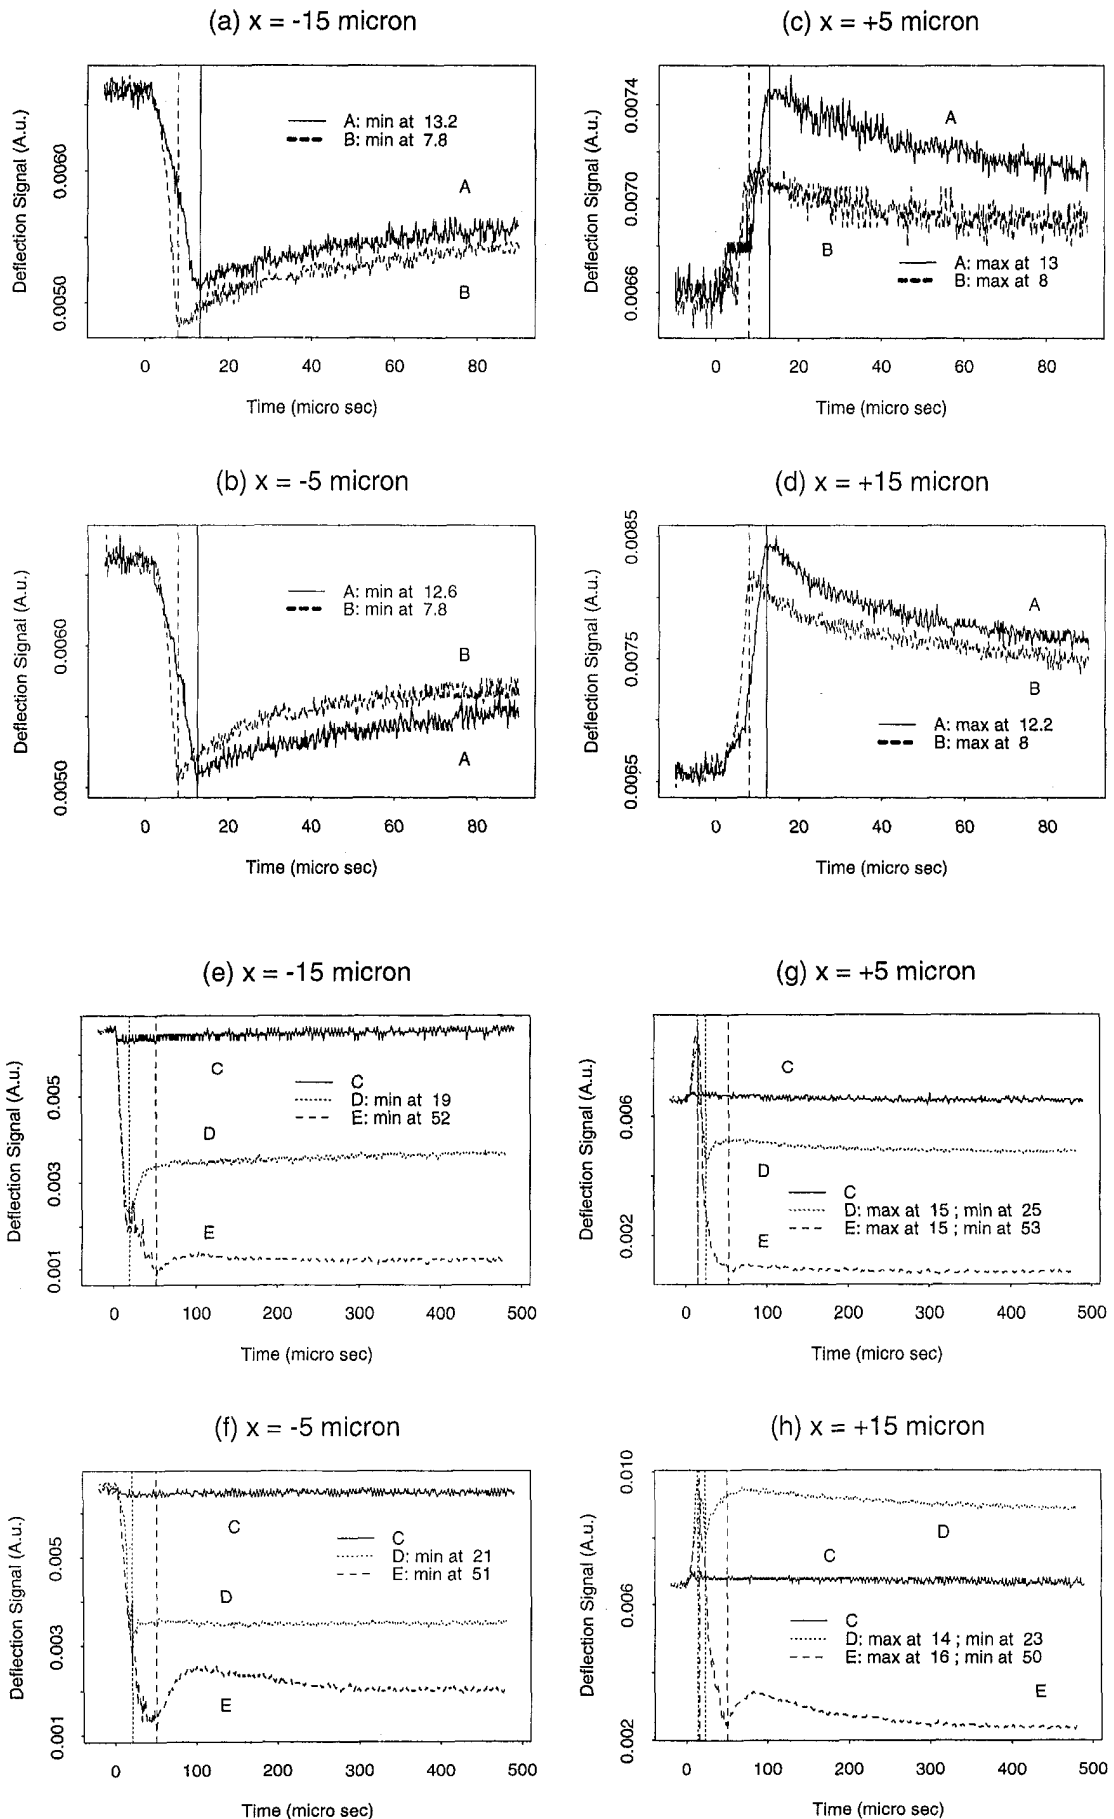 (a) x = -15 micron
Deflection Signal (A.u.)
0.0060
0.0050
A: min at 13.2
B: min at 7.8
A
B
0 20 40 60 80
Time (micro sec)
(c) x = +5 micron
Deflection Signal (A.u.)
0.0074
0.0070
0.0066
A
B
A: max at 13
B: max at 8
0 20 40 60 80
Time (micro sec)
(b) x = -5 micron
Deflection Signal (A.u.)
0.0060
0.0050
A: min at 12.6
B: min at 7.8
B
A
0 20 40 60 80
Time (micro sec)
(d) x = +15 micron
Deflection Signal (A.u.)
0.0085
0.0075
0.0065
A
B
A: max at 12.2
B: max at 8
0 20 40 60 80
Time (micro sec)
(e) x = -15 micron
Deflection Signal (A.u.)
0.005
0.003
0.001
C
C
D: min at 19
E: min at 52
D
E
0 100 200 300 400 500
Time (micro sec)
(g) x = +5 micron
Deflection Signal (A.u.)
0.006
0.002
C
D
C
D: max at 15 ; min at 25
E: max at 15 ; min at 53
E
0 100 200 300 400 500
Time (micro sec)
(f) x = -5 micron
Deflection Signal (A.u.)
0.005
0.003
0.001
C
C
D: min at 21
E: min at 51
D
E
0 100 200 300 400 500
Time (micro sec)
(h) x = +15 micron
Deflection Signal (A.u.)
0.010
0.006
0.002
D
C
C
D: max at 14 ; min at 23
E: max at 16 ; min at 50
E
0 100 200 300 400 500
Time (micro sec)